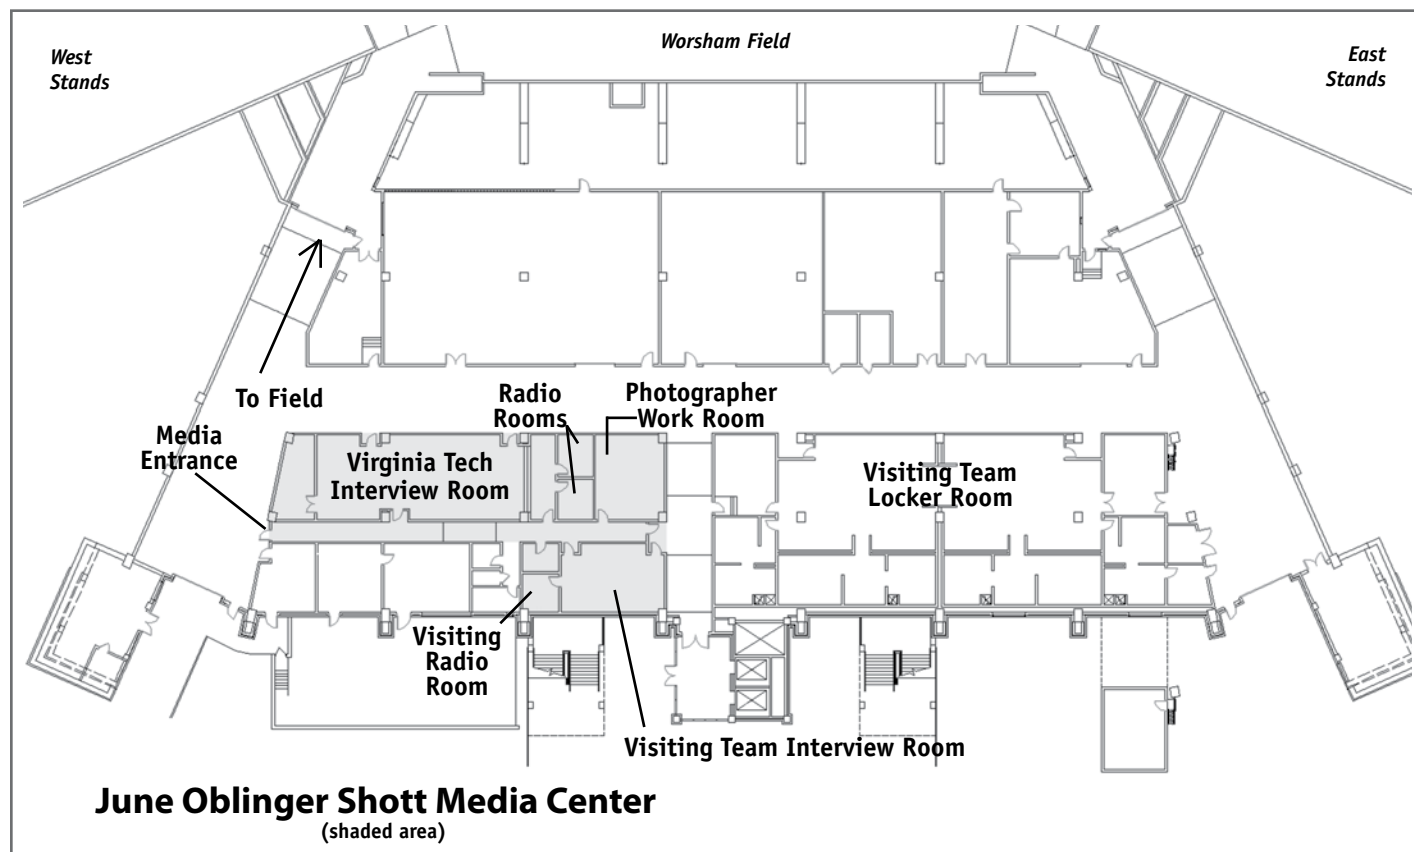 Worsham Field
West
Stands
East
Stands
To Field
Radio
Rooms
Photographer
Work Room
Media
Entrance
Virginia Tech
Interview Room
Visiting Team
Locker Room
Visiting
Radio
Room
Visiting Team Interview Room
June Oblinger Shott Media Center
(shaded area)